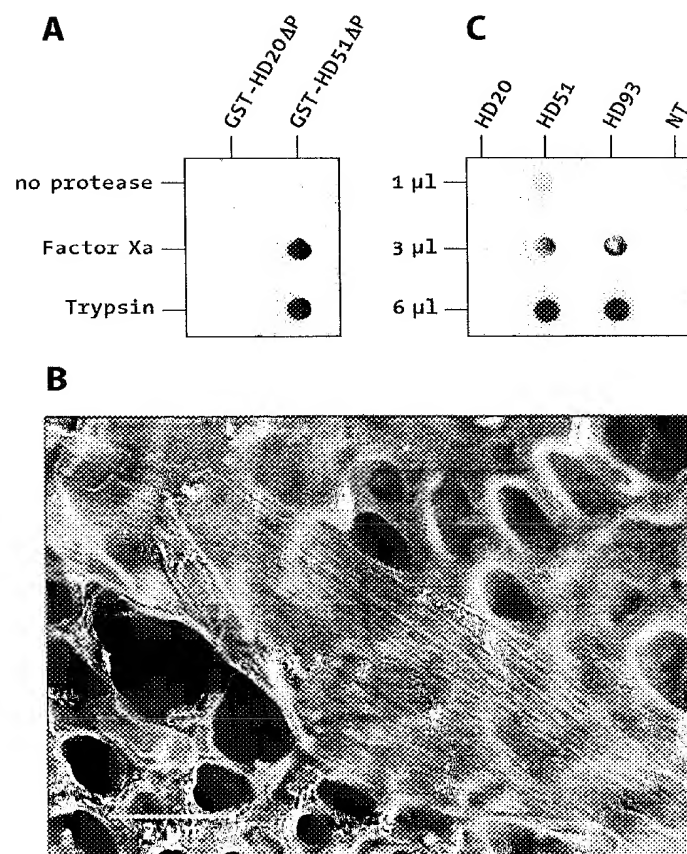 A
GST-HD20ΔP
GST-HD51ΔP
no protease
Factor Xa
Trypsin
C
HD20
HD51
HD93
NT
1 µl
3 µl
6 µl
B